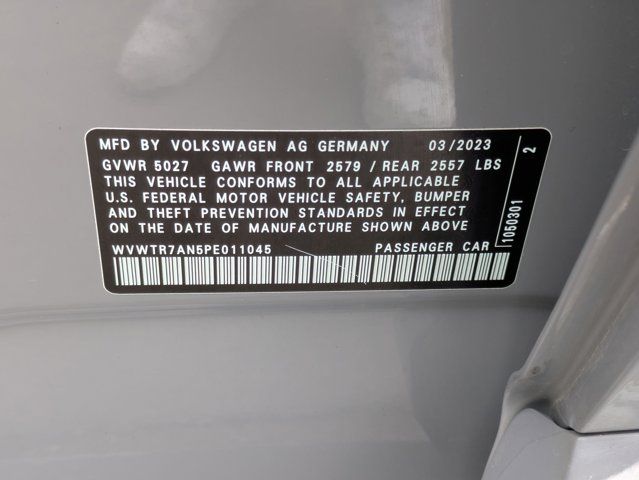 MFD BY VOLKSWAGEN AG GERMANY 03/2023
GVWR 5027 GAWR FRONT 2579 / REAR 2557 LBS
THIS VEHICLE CONFORMS TO ALL APPLICABLE
U.S. FEDERAL MOTOR VEHICLE SAFETY, BUMPER
AND THEFT PREVENTION STANDARDS IN EFFECT
ON THE DATE OF MANUFACTURE SHOWN ABOVE
WVWTR7AN5PE011045 PASSENGER CAR
1050301 2